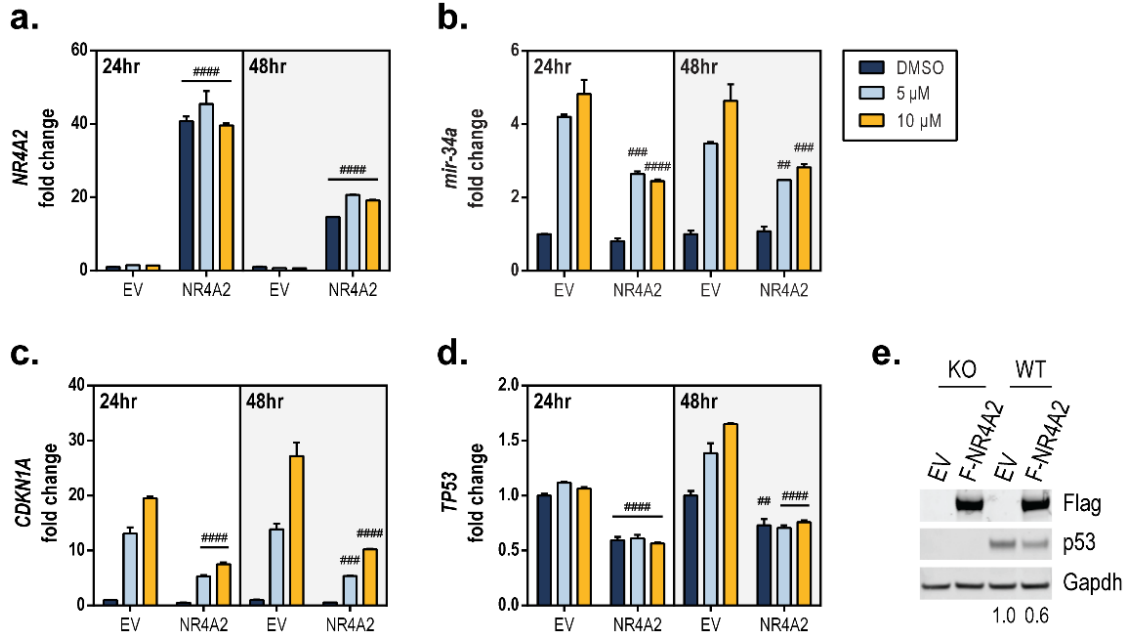 a.
NR4A2
fold change
60
40
20
0
24hr
48hr
####
####
EV
NR4A2
EV
NR4A2
b.
mir-34a
fold change
6
4
2
0
24hr
48hr
###
####
##
###
EV
NR4A2
EV
NR4A2
DMSO
5 µM
10 µM
c.
CDKN1A
fold change
40
30
20
10
0
24hr
48hr
####
###
####
EV
NR4A2
EV
NR4A2
d.
TP53
fold change
2.0
1.5
1.0
0.5
0.0
24hr
48hr
####
##
####
EV
NR4A2
EV
NR4A2
e.
KO
WT
EV
F-NR4A2
EV
F-NR4A2
Flag
p53
Gapdh
1.0 0.6